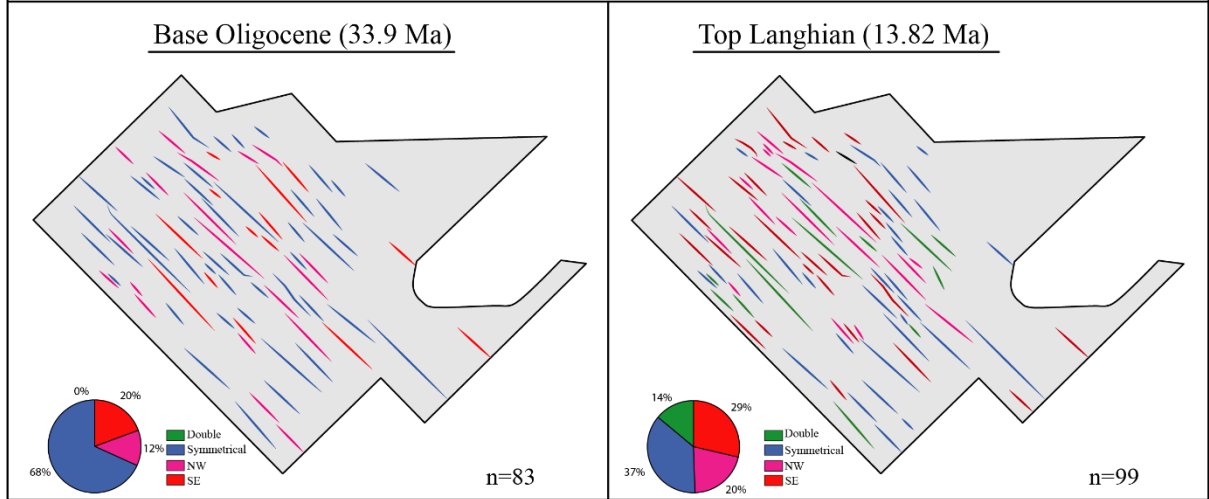 Base Oligocene (33.9 Ma)
0%
20%
12%
68%
Double
Symmetrical
NW
SE
n=83
Top Langhian (13.82 Ma)
14%
29%
37%
20%
Double
Symmetrical
NW
SE
n=99